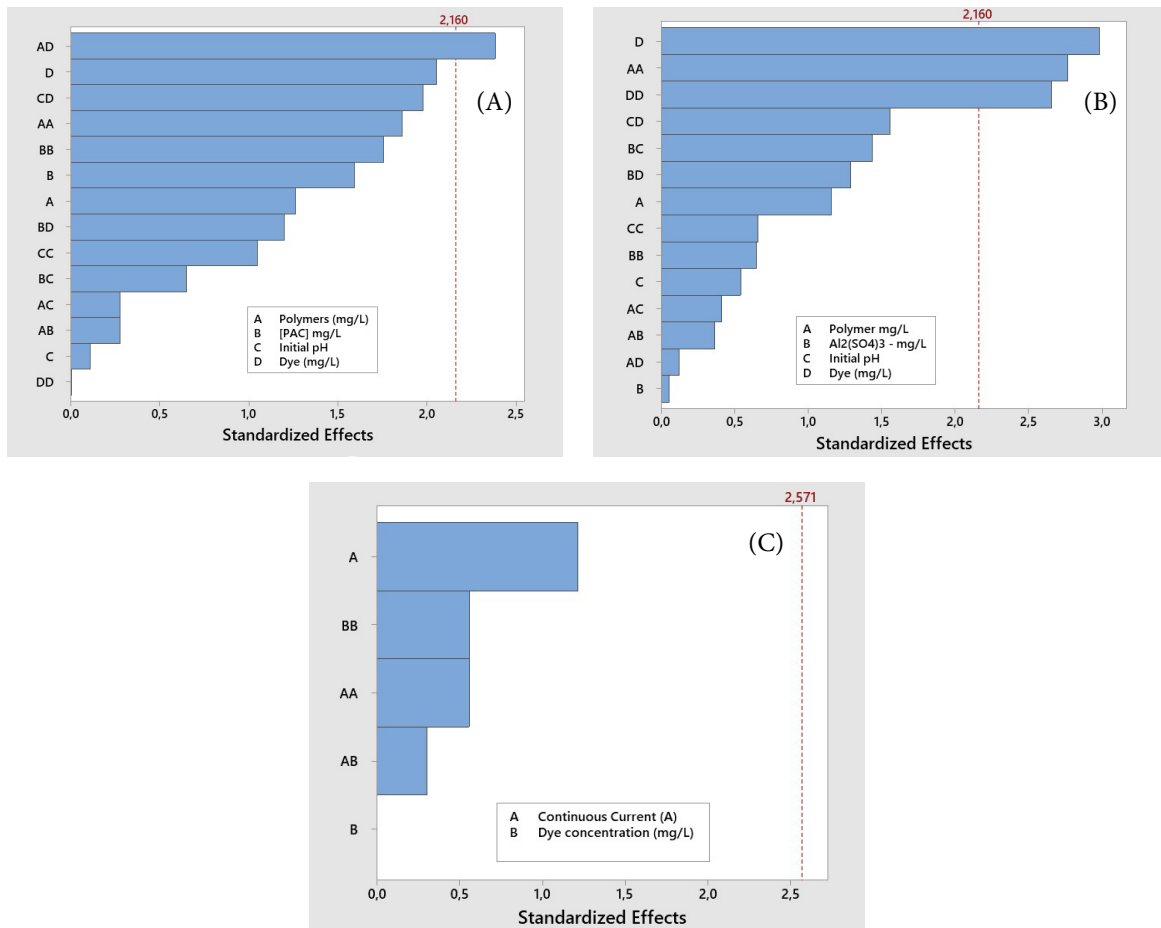 2,160
AD
D
CD
AA
BB
B
A
BD
CC
BC
AC
AB
C
DD
(A)
A Polymers (mg/L)
B [PAC] mg/L
C Initial pH
D Dye (mg/L)
0,0 0,5 1,0 1,5 2,0 2,5
Standardized Effects
2,160
D
AA
DD
CD
BC
BD
A
CC
BB
C
AC
AB
AD
B
(B)
A Polymer mg/L
B Al2(SO4)3 - mg/L
C Initial pH
D Dye (mg/L)
0,0 0,5 1,0 1,5 2,0 2,5 3,0
Standardized Effects
2,571
A
BB
AA
AB
B
(C)
A Continuous Current (A)
B Dye concentration (mg/L)
0,0 0,5 1,0 1,5 2,0 2,5
Standardized Effects